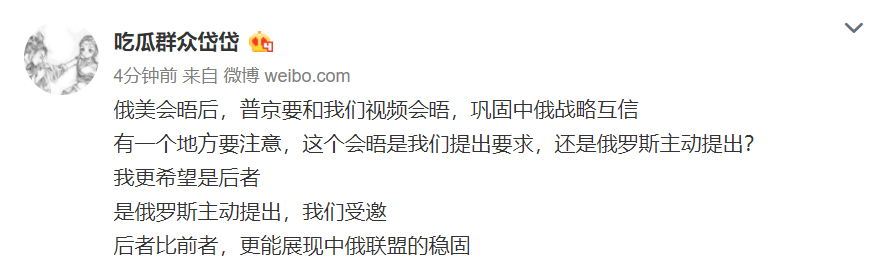 吃瓜群众岱岱
4分钟前 来自 微博 weibo.com
俄美会晤后，普京要和我们视频会晤，巩固中俄战略互信
有一个地方要注意，这个会晤是我们提出要求，还是俄罗斯主动提出？
我更希望是后者
是俄罗斯主动提出，我们受邀
后者比前者，更能展现中俄联盟的稳固